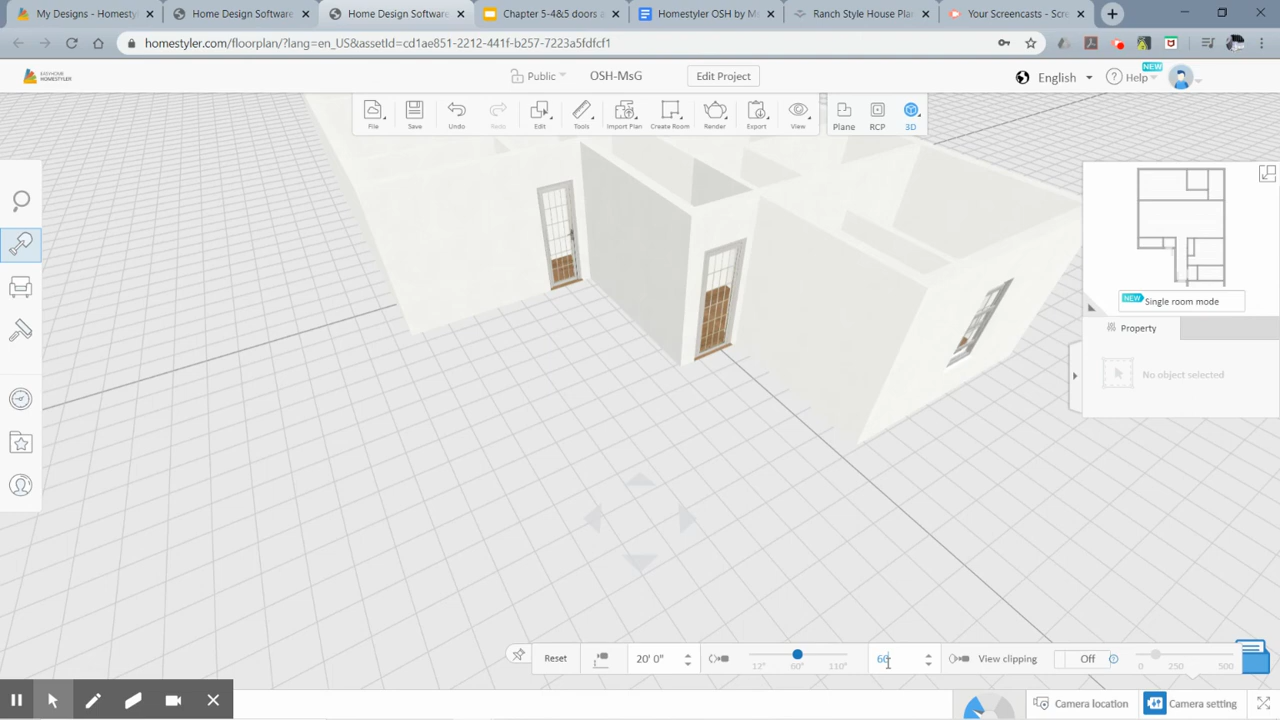 My Designs - Homesty
Home Design Software
Home Design Software
Chapter 5-4&5 doors a
Homestyler OSH by M
Ranch Style House Pla
Your Screencasts - Scre
homestyler.com/floorplan/?lang=en_US&assetId=cd1ae851-2212-441f-b257-7223a5fdfcf1
EASYHOME
HOMESTYLER
Public
OSH-MsG
Edit Project
English
Help
NEW
File
Save
Undo
Redo
Edit
Tools
Import Plan
Create Room
Render
Export
View
Plane
RCP
3D
NEW
Single room mode
Property
No object selected
Reset
20' 0"
12°
60°
110°
60
View clipping
Off
0
250
500
Camera location
Camera setting